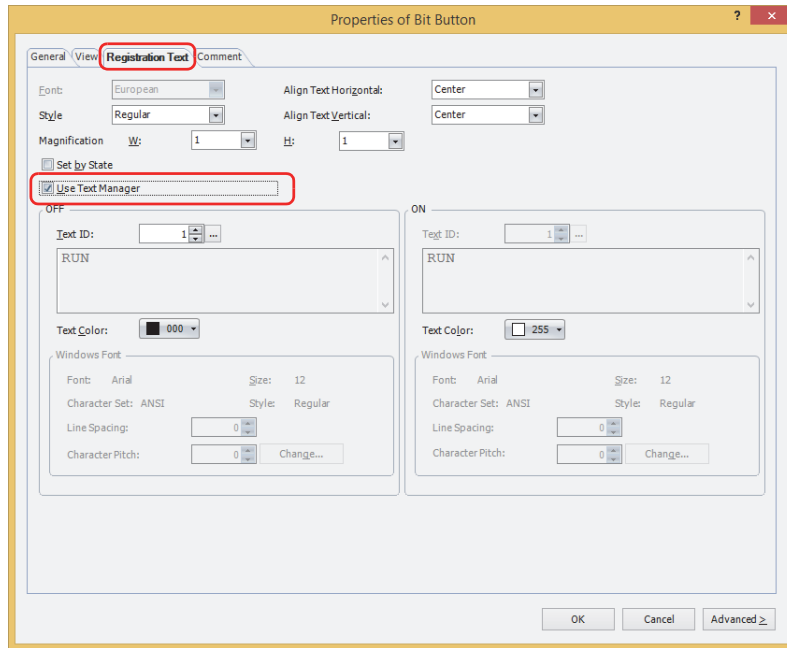 Properties of Bit Button ? ×
General View Registration Text Comment
Font: European Align Text Horizontal: Center
Style Regular Align Text Vertical: Center
Magnification W: 1 H: 1
Set by State
Use Text Manager
OFF
Text ID: 1 ...
RUN
Text Color: 000
Windows Font
Font: Arial Size: 12
Character Set: ANSI Style: Regular
Line Spacing: 0
Character Pitch: 0 Change...
ON
Text ID: 1 ...
RUN
Text Color: 255
Windows Font
Font: Arial Size: 12
Character Set: ANSI Style: Regular
Line Spacing: 0
Character Pitch: 0 Change...
OK Cancel Advanced >